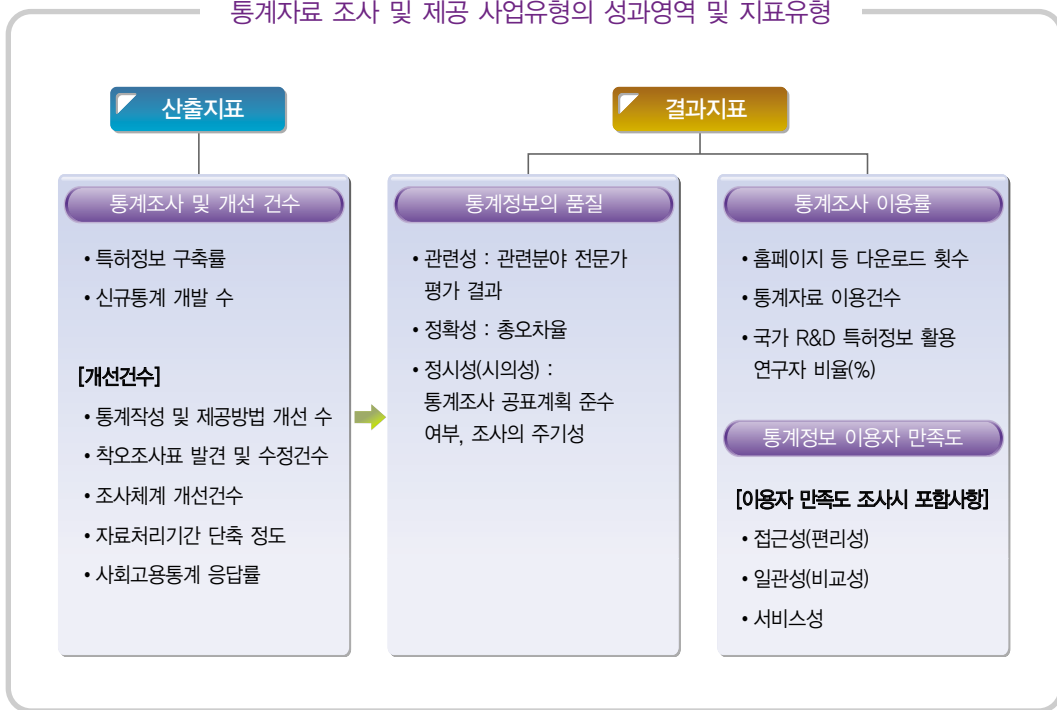 통계자료 조사 및 제공 사업유형의 성과영역 및 지표유형
산출지표
통계조사 및 개선 건수
• 특허정보 구축률
• 신규통계 개발 수
[개선건수]
• 통계작성 및 제공방법 개선 수
• 착오조사표 발견 및 수정건수
• 조사체계 개선건수
• 자료처리기간 단축 정도
• 사회고용통계 응답률
결과지표
통계정보의 품질
• 관련성 : 관련분야 전문가
평가 결과
• 정확성 : 총오차율
• 정시성(시의성) :
통계조사 공표계획 준수
여부, 조사의 주기성
통계조사 이용률
• 홈페이지 등 다운로드 횟수
• 통계자료 이용건수
• 국가 R&D 특허정보 활용
연구자 비율(%)
통계정보 이용자 만족도
[이용자 만족도 조사시 포함사항]
• 접근성(편리성)
• 일관성(비교성)
• 서비스성